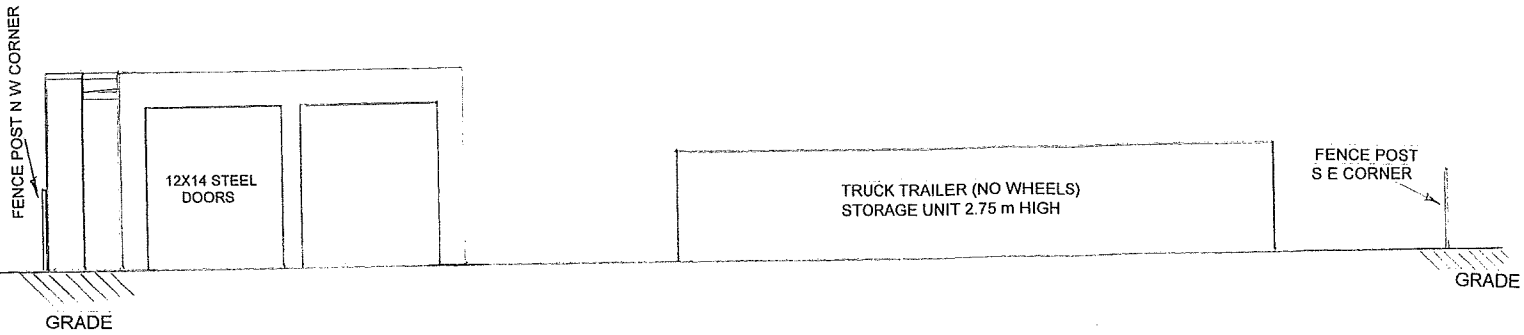 FENCE POST N W CORNER
12X14 STEEL
DOORS
TRUCK TRAILER (NO WHEELS)
STORAGE UNIT 2.75 m HIGH
FENCE POST
S E CORNER
GRADE
GRADE